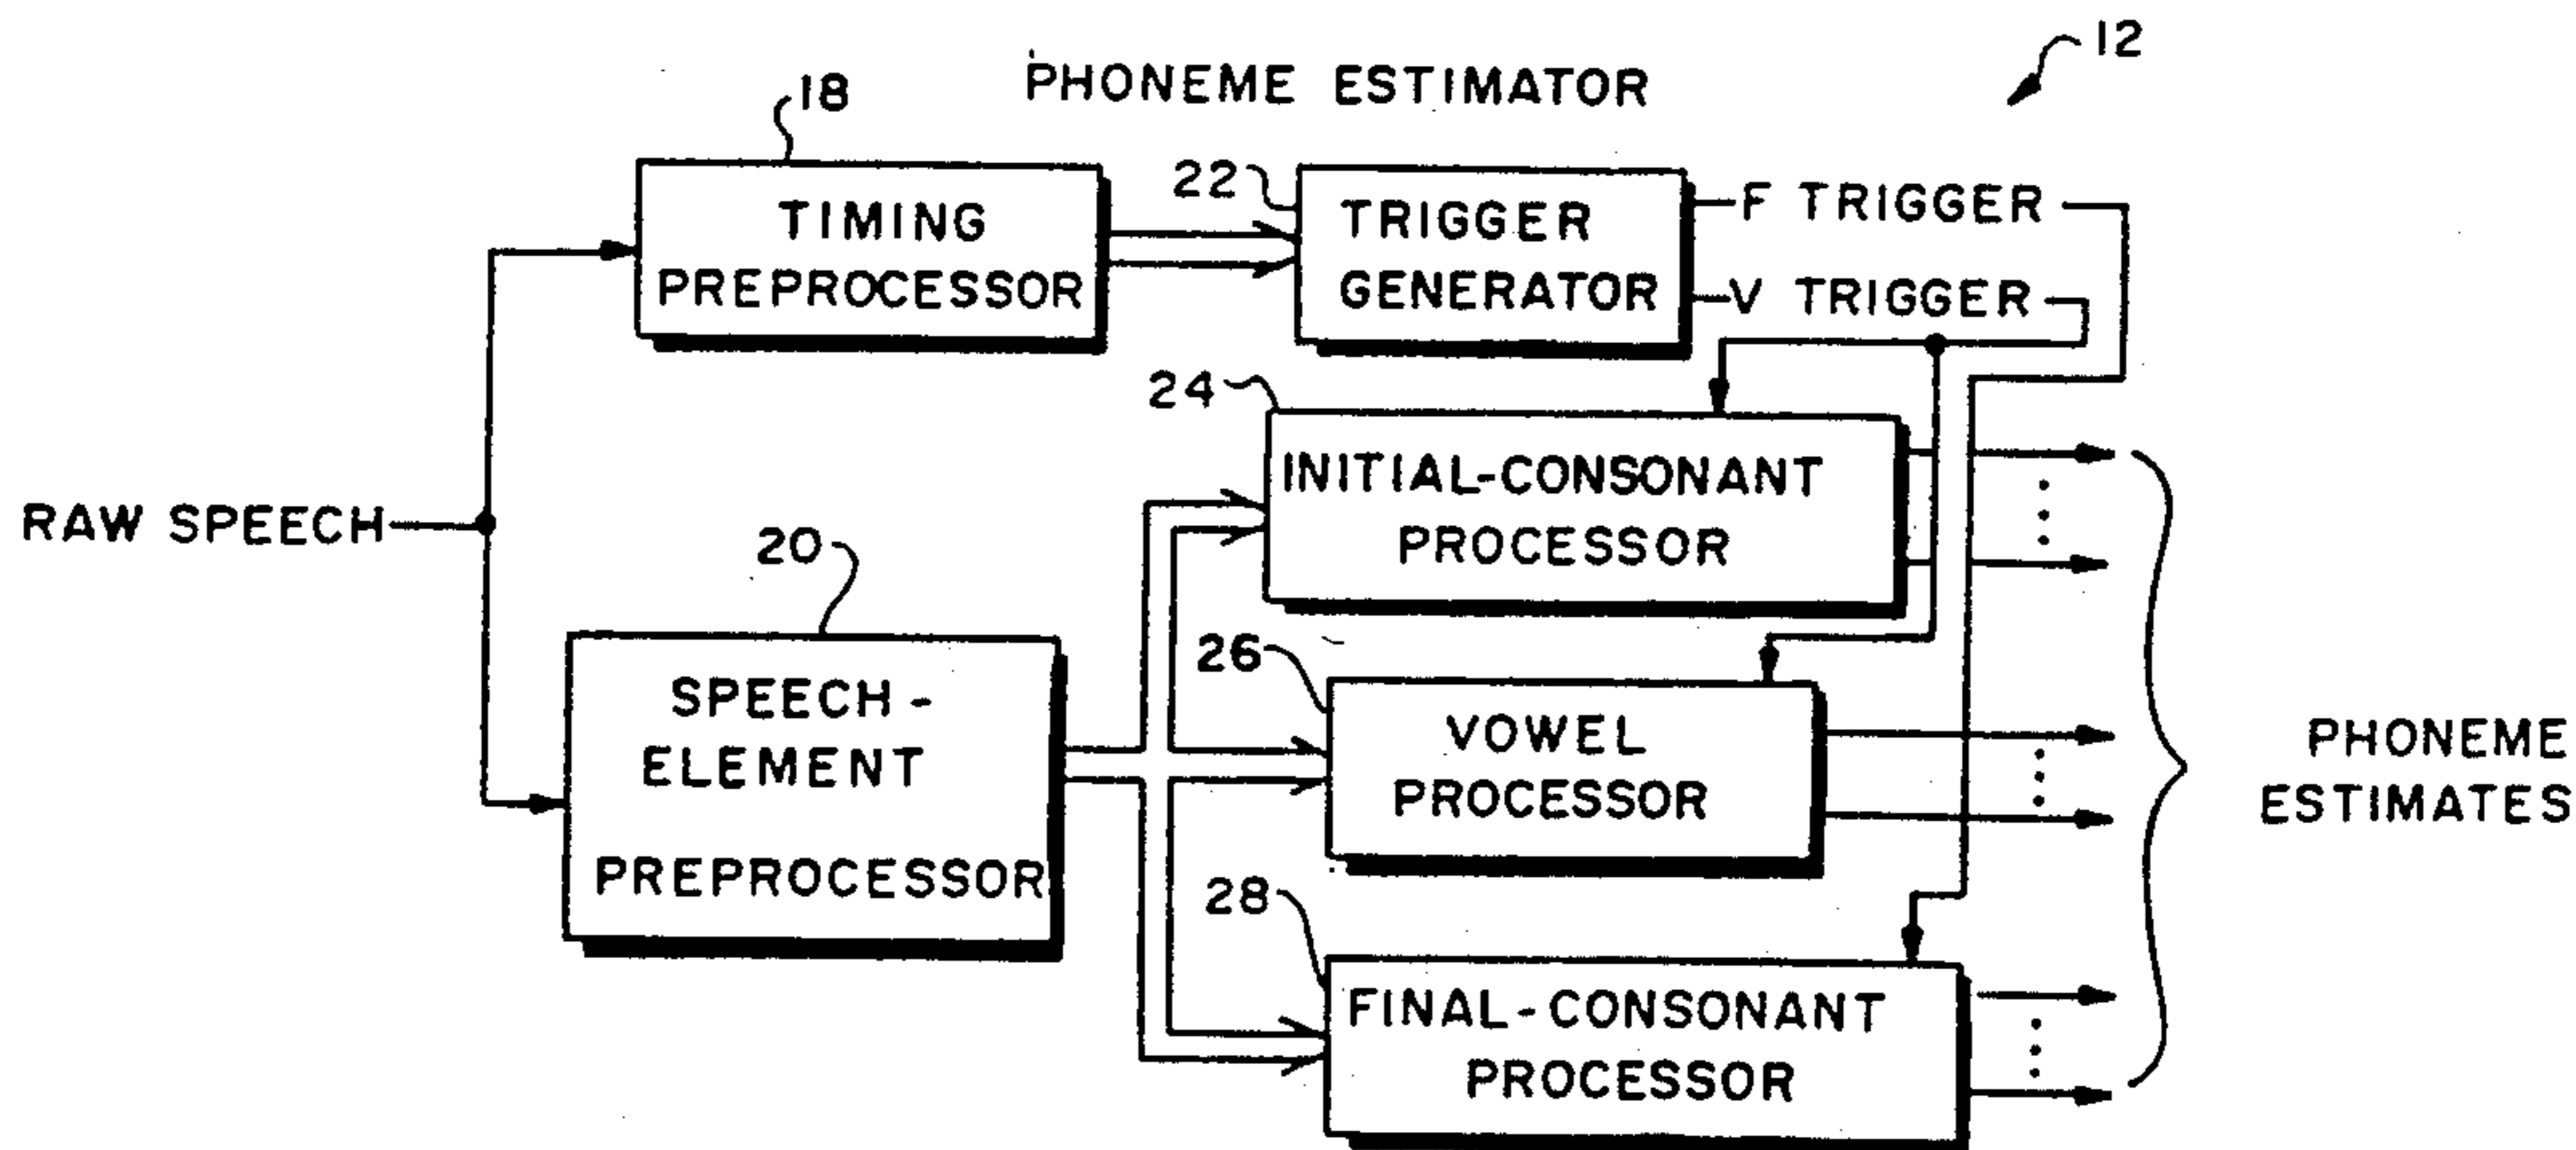 12
PHONEME ESTIMATOR
18
TIMING
PREPROCESSOR
22
TRIGGER
GENERATOR
F TRIGGER
V TRIGGER
24
INITIAL-CONSONANT
PROCESSOR
RAW SPEECH
20
SPEECH-
ELEMENT
PREPROCESSOR
26
VOWEL
PROCESSOR
PHONEME
ESTIMATES
28
FINAL-CONSONANT
PROCESSOR